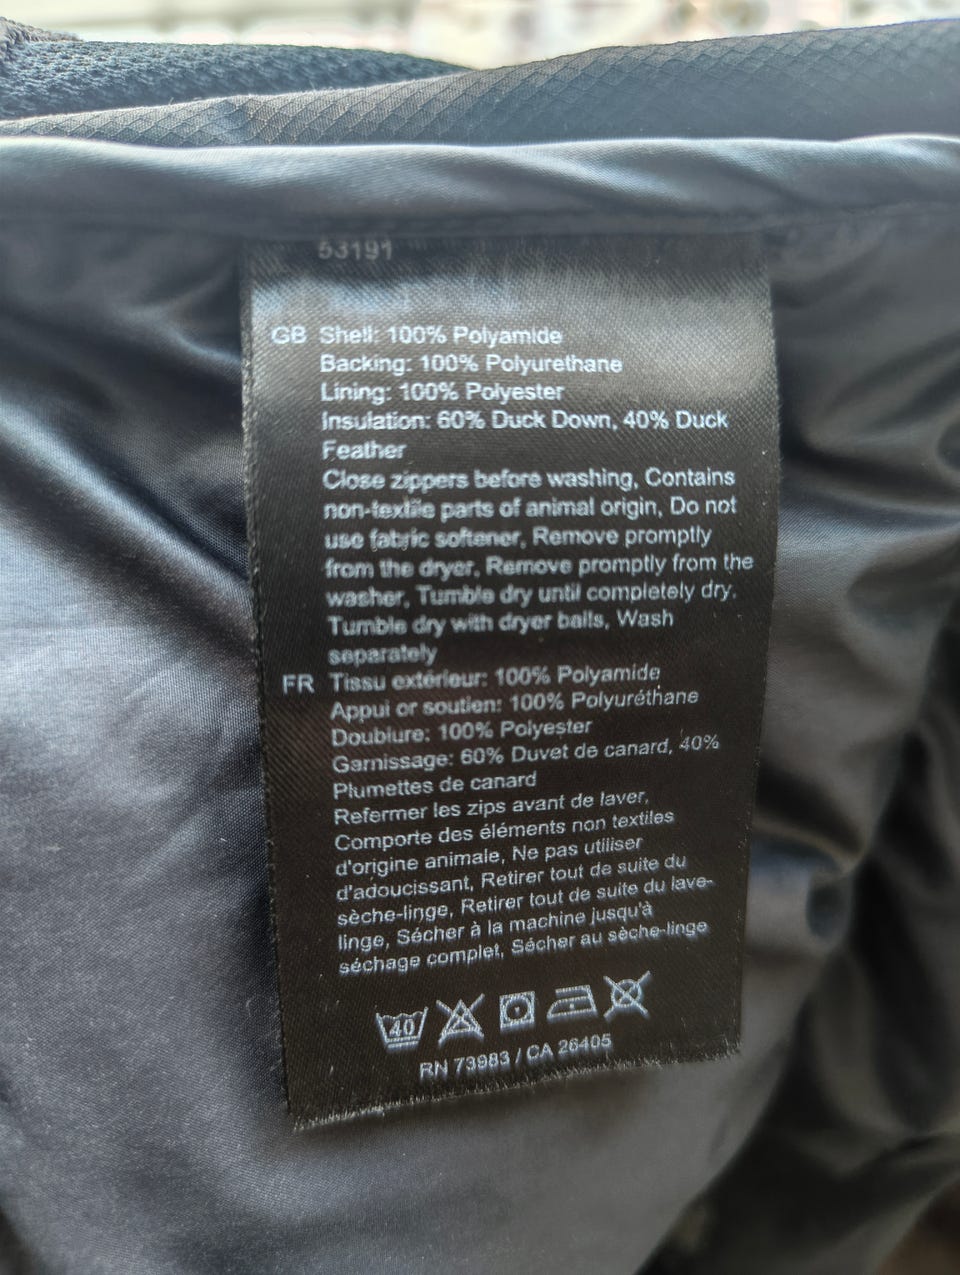 53191
GB Shell: 100% Polyamide
Backing: 100% Polyurethane
Lining: 100% Polyester
Insulation: 60% Duck Down, 40% Duck
Feather
Close zippers before washing, Contains
non-textile parts of animal origin, Do not
use fabric softener, Remove promptly
from the dryer, Remove promptly from the
washer, Tumble dry until completely dry,
Tumble dry with dryer balls, Wash
separately
FR Tissu extérieur: 100% Polyamide
Appui or soutien: 100% Polyuréthane
Doublure: 100% Polyester
Garnissage: 60% Duvet de canard, 40%
Plumettes de canard
Refermer les zips avant de laver,
Comporte des éléments non textiles
d'origine animale, Ne pas utiliser
d'adoucissant, Retirer tout de suite du
sèche-linge, Retirer tout de suite du lave-
linge, Sécher à la machine jusqu'à
séchage complet, Sécher au sèche-linge
40
RN 73983 / CA 26405